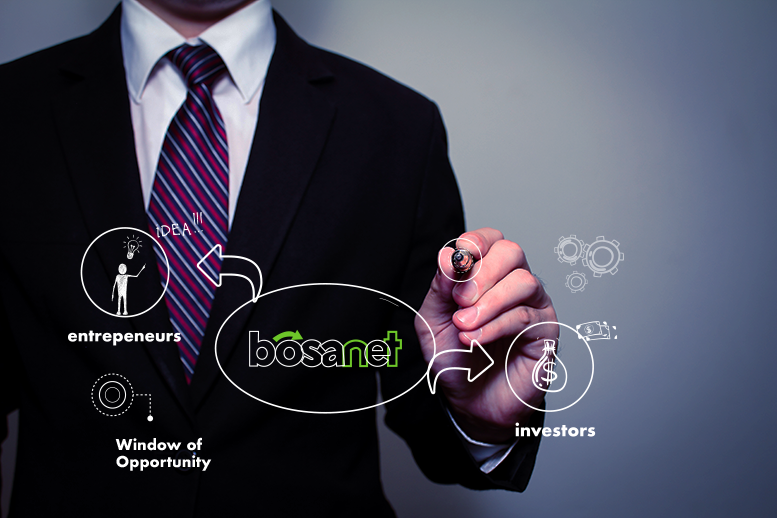 IDEA!!!
entrepeneurs
bosanet
$
$
investors
Window of
Opportunity